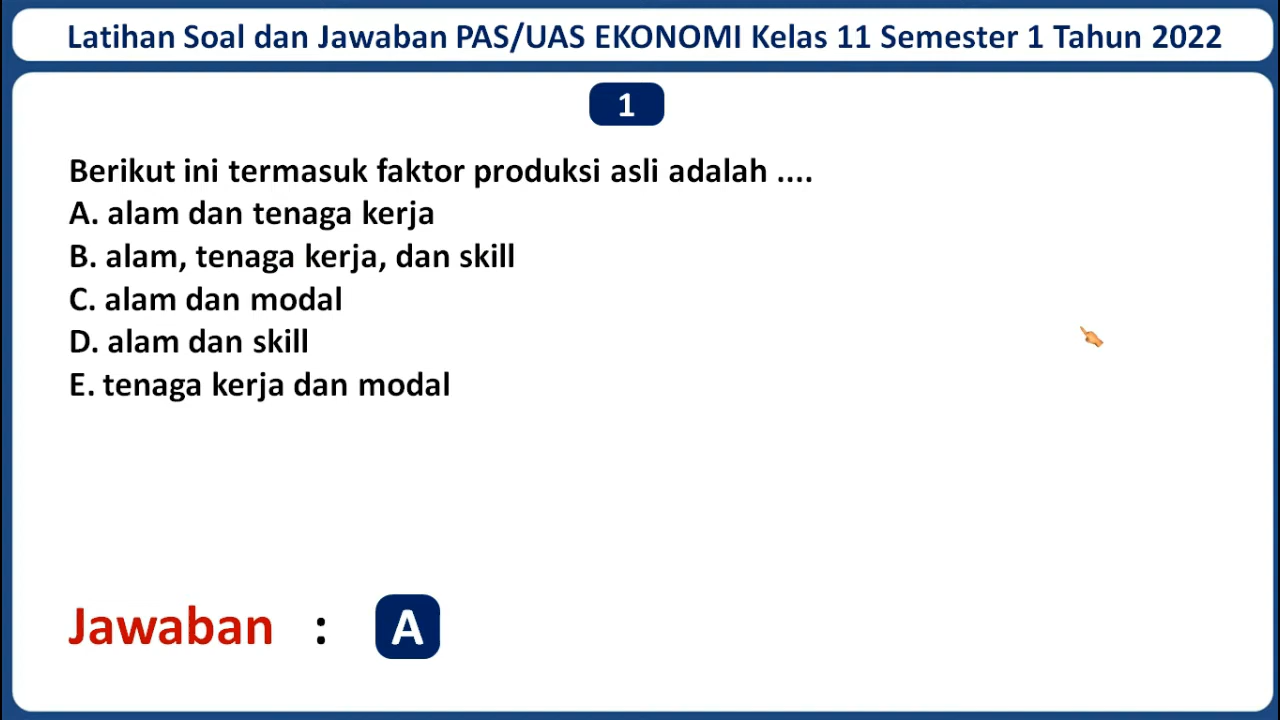 Latihan Soal dan Jawaban PAS/UAS EKONOMI Kelas 11 Semester 1 Tahun 2022
1
Berikut ini termasuk faktor produksi asli adalah ....
A. alam dan tenaga kerja
B. alam, tenaga kerja, dan skill
C. alam dan modal
D. alam dan skill
E. tenaga kerja dan modal
Jawaban : A